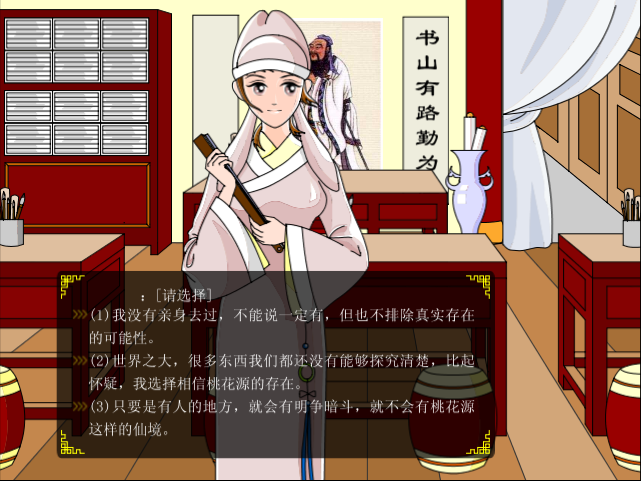 书山有路勤为
：[请选择]
(1)我没有亲身去过，不能说一定有，但也不排除真实存在
的可能性。
(2)世界之大，很多东西我们都还没有能够探究清楚，比起
怀疑，我选择相信桃花源的存在。
(3)只要是有人的地方，就会有明争暗斗，就不会有桃花源
这样的仙境。